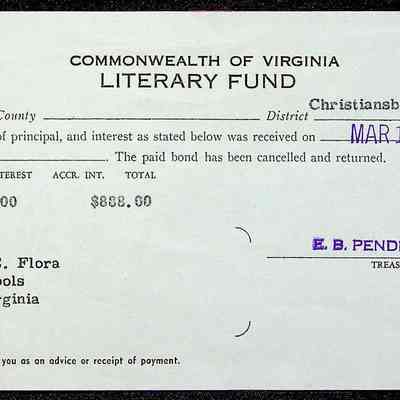 COMMONWEALTH OF VIRGINIA
LITERARY FUND
County District Christiansb
of principal, and interest as stated below was received on MAR 1
. The paid bond has been cancelled and returned.
TEREST ACCR. INT. TOTAL
00 $888.00
E. B. PENDE
TREAS
C. Flora
ools
rginia
you as an advice or receipt of payment.